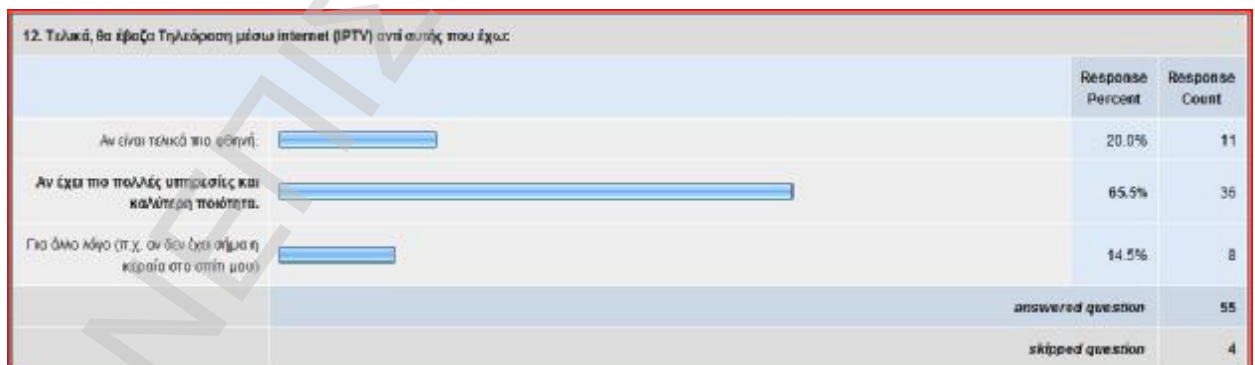 12. Τελικά, θα έβαζα Τηλεόραση μέσω internet (IPTV) αντί αυτής που έχω:
Response Percent
Response Count
Αν είναι τελικά πιο φθηνή.
20.0%
11
Αν έχει πιο πολλές υπηρεσίες και
καλύτερη ποιότητα.
65.5%
36
Για άλλο λόγο (π.χ. αν δεν έχει σήμα η
κεραία στο σπίτι μου)
14.5%
8
answered question
55
skipped question
4